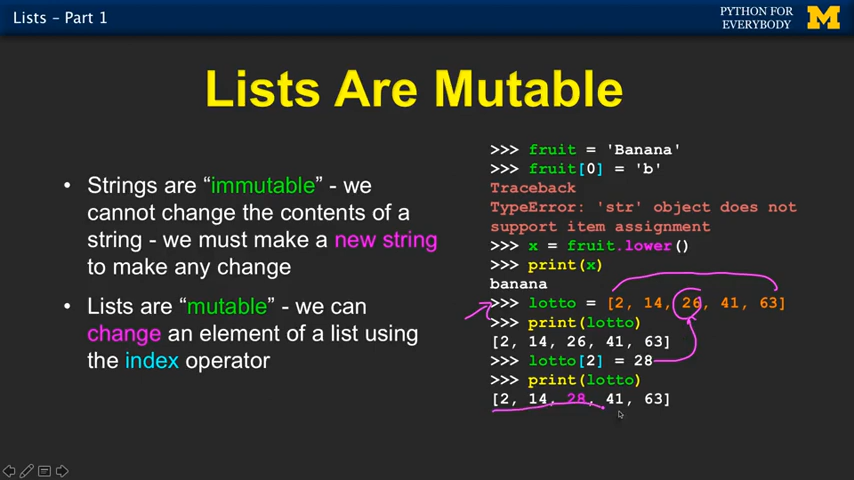 Lists – Part 1
PYTHON FOR
EVERYBODY
Lists Are Mutable
• Strings are “immutable” - we
cannot change the contents of a
string - we must make a new string
to make any change
• Lists are “mutable” - we can
change an element of a list using
the index operator
>>> fruit = 'Banana'
>>> fruit[0] = 'b'
Traceback
TypeError: 'str' object does not
support item assignment
>>> x = fruit.lower()
>>> print(x)
banana
>>> lotto = [2, 14, 26, 41, 63]
>>> print(lotto)
[2, 14, 26, 41, 63]
>>> lotto[2] = 28
>>> print(lotto)
[2, 14, 28, 41, 63]